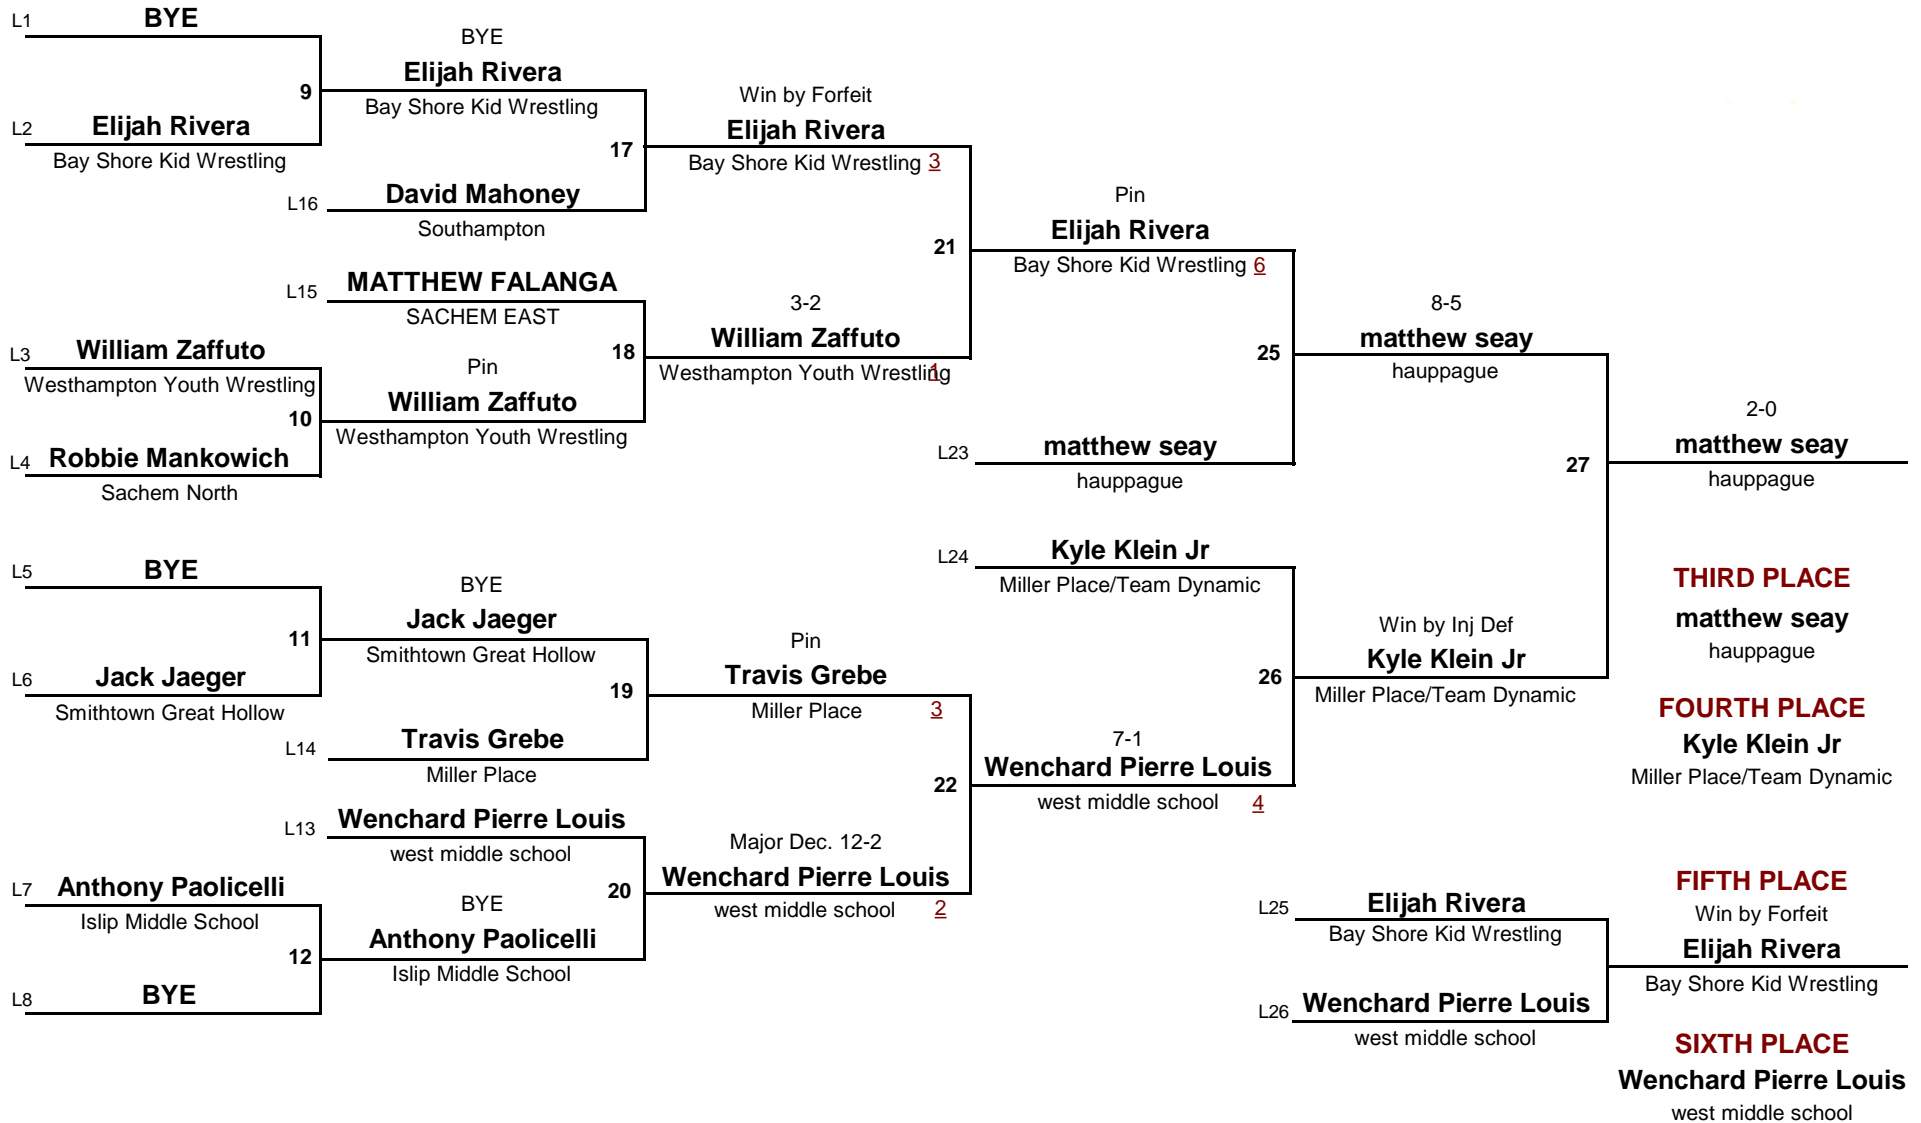 L1 BYE
9
L2 Elijah Rivera
Bay Shore Kid Wrestling
L3 William Zaffuto
Westhampton Youth Wrestling
10
L4 Robbie Mankowich
Sachem North
L5 BYE
11
L6 Jack Jaeger
Smithtown Great Hollow
L7 Anthony Paolicelli
Islip Middle School
12
L8 BYE
BYE
Elijah Rivera
Bay Shore Kid Wrestling
17
L16 David Mahoney
Southampton
L15 MATTHEW FALANGA
SACHEM EAST
18
Pin
William Zaffuto
Westhampton Youth Wrestling
BYE
Jack Jaeger
Smithtown Great Hollow
19
L14 Travis Grebe
Miller Place
L13 Wenchard Pierre Louis
west middle school
20
BYE
Anthony Paolicelli
Islip Middle School
Win by Forfeit
Elijah Rivera
Bay Shore Kid Wrestling 3
21
3-2
William Zaffuto
Westhampton Youth Wrestling 1
Pin
Travis Grebe
Miller Place 3
22
Major Dec. 12-2
Wenchard Pierre Louis
west middle school 2
Pin
Elijah Rivera
Bay Shore Kid Wrestling 6
25
L23 matthew seay
hauppague
L24 Kyle Klein Jr
Miller Place/Team Dynamic
26
7-1
Wenchard Pierre Louis
west middle school 4
8-5
matthew seay
hauppague
27
Win by Inj Def
Kyle Klein Jr
Miller Place/Team Dynamic
2-0
matthew seay
hauppague
THIRD PLACE
matthew seay
hauppague
FOURTH PLACE
Kyle Klein Jr
Miller Place/Team Dynamic
L25 Elijah Rivera
Bay Shore Kid Wrestling
L26 Wenchard Pierre Louis
west middle school
FIFTH PLACE
Win by Forfeit
Elijah Rivera
Bay Shore Kid Wrestling
SIXTH PLACE
Wenchard Pierre Louis
west middle school